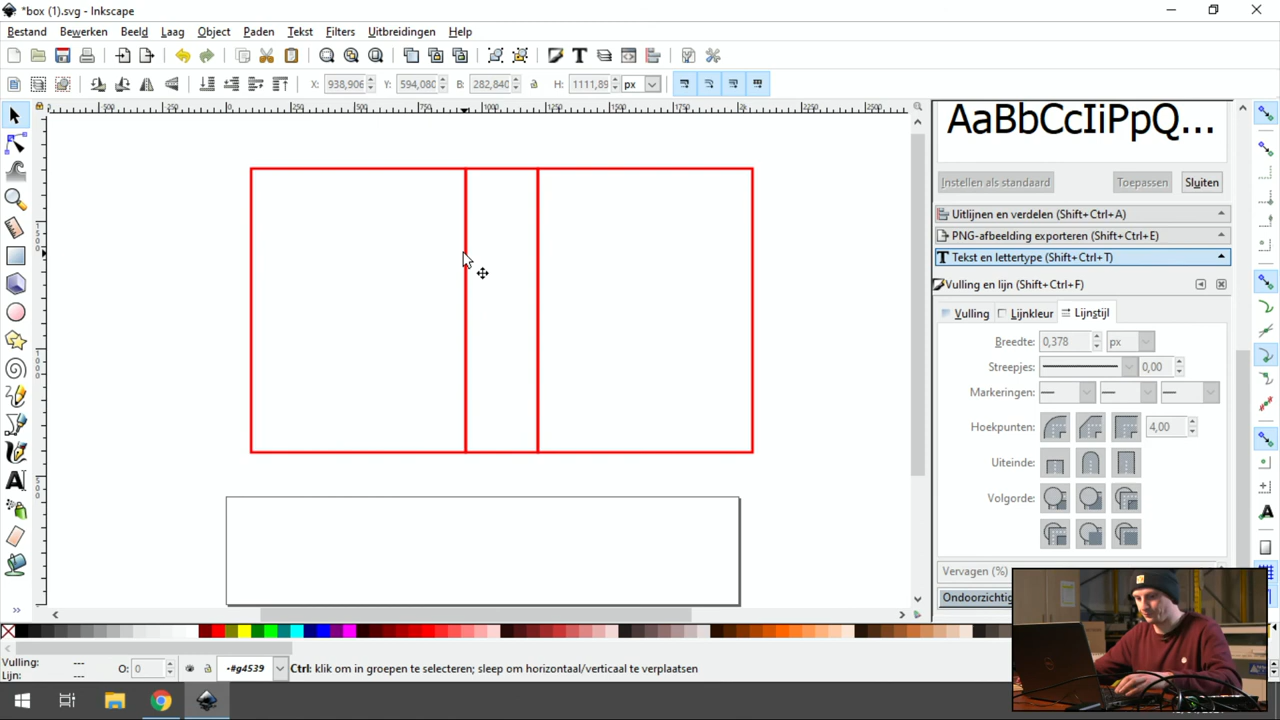 *box (1).svg - Inkscape
Bestand Bewerken Beeld Laag Object Paden Tekst Filters Uitbreidingen Help
X: 938,906 Y: 594,080 B: 282,840 H: 1111,89 px
AaBbCcIiPpQ...
Instellen als standaard Toepassen Sluiten
Uitlijnen en verdelen (Shift+Ctrl+A)
PNG-afbeelding exporteren (Shift+Ctrl+E)
Tekst en lettertype (Shift+Ctrl+T)
Vulling en lijn (Shift+Ctrl+F)
Vulling Lijnkleur Lijnstijl
Breedte: 0,378 px
Streepjes: 0,00
Markeringen:
Hoekpunten: 4,00
Uiteinde:
Volgorde:
Vervagen (%)
Vulling: --- O: 0 •#g4539 Ctrl: klik om in groepen te selecteren; sleep om horizontaal/verticaal te verplaatsen
Lijn: ---